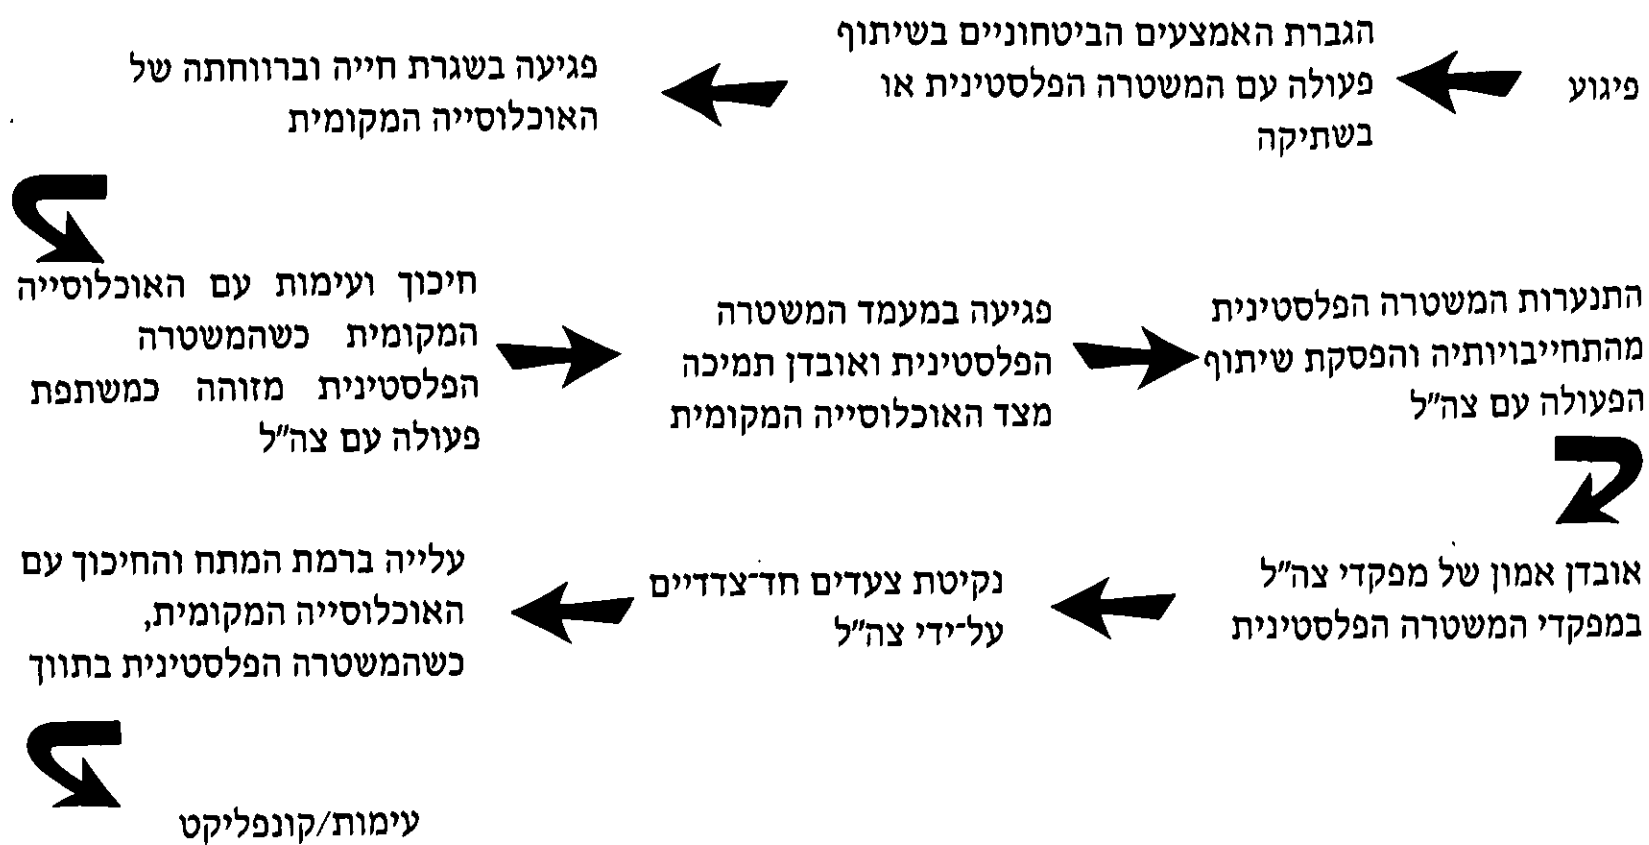 פיגוע
הגברת האמצעים הביטחוניים בשיתוף
פעולה עם המשטרה הפלסטינית או
בשתיקה
פגיעה בשגרת חייה וברווחתה של
האוכלוסייה המקומית
חיכוך ועימות עם האוכלוסייה
המקומית כשהמשטרה
הפלסטינית מזוהה כמשתפת
פעולה עם צה"ל
פגיעה במעמד המשטרה
הפלסטינית ואובדן תמיכה
מצד האוכלוסייה המקומית
התנערות המשטרה הפלסטינית
מהתחייבויותיה והפסקת שיתוף
הפעולה עם צה"ל
אובדן אמון של מפקדי צה"ל
במפקדי המשטרה הפלסטינית
נקיטת צעדים חד־צדדיים
על־ידי צה"ל
עלייה ברמת המתח והחיכוך עם
האוכלוסייה המקומית,
כשהמשטרה הפלסטינית בתווך
עימות/קונפליקט